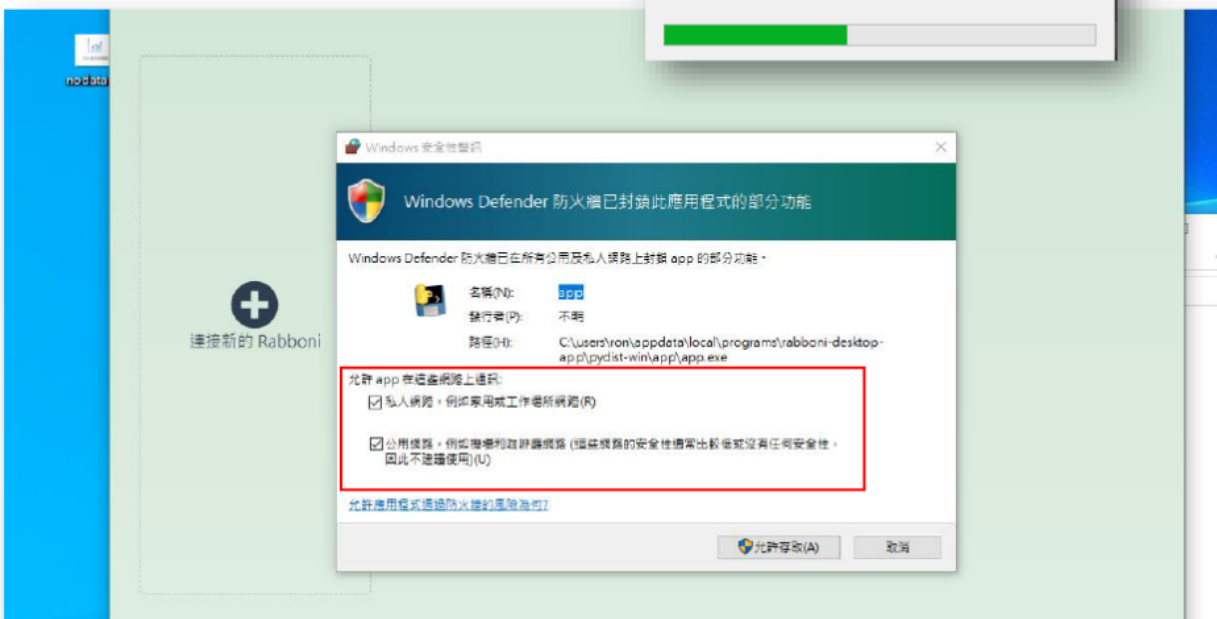 nodata
Windows 安全性警訊
Windows Defender 防火牆已封鎖此應用程式的部分功能
Windows Defender 防火牆已在所有公用及私人網路上封鎖 app 的部分功能。
名稱(N): app
發行者(P): 不明
路徑(H): C:\users\ron\appdata\local\programs\rabboni-desktop-
app\pydist-win\app\app.exe
連接新的 Rabboni
允許 app 在這些網路上通訊:
私人網路，例如家用或工作場所網路(R)
公用網路，例如機場和咖啡廳網路 (這些網路的安全性通常比較低或沒有任何安全性，
因此不建議使用)(U)
允許應用程式通過防火牆的風險為何?
允許存取(A)
取消